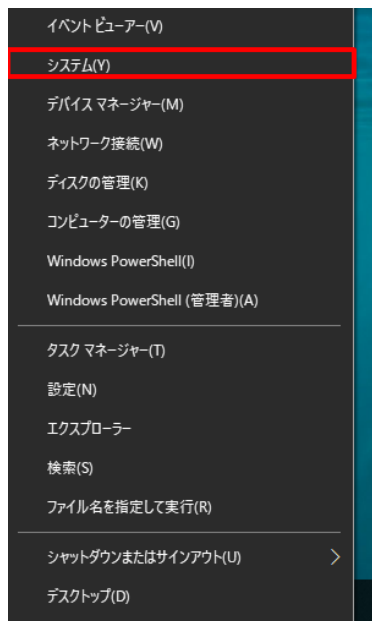 イベント ビューアー(V)
システム(Y)
デバイス マネージャー(M)
ネットワーク接続(W)
ディスクの管理(K)
コンピューターの管理(G)
Windows PowerShell(I)
Windows PowerShell (管理者)(A)
タスク マネージャー(T)
設定(N)
エクスプローラー
検索(S)
ファイル名を指定して実行(R)
シャットダウンまたはサインアウト(U)
デスクトップ(D)